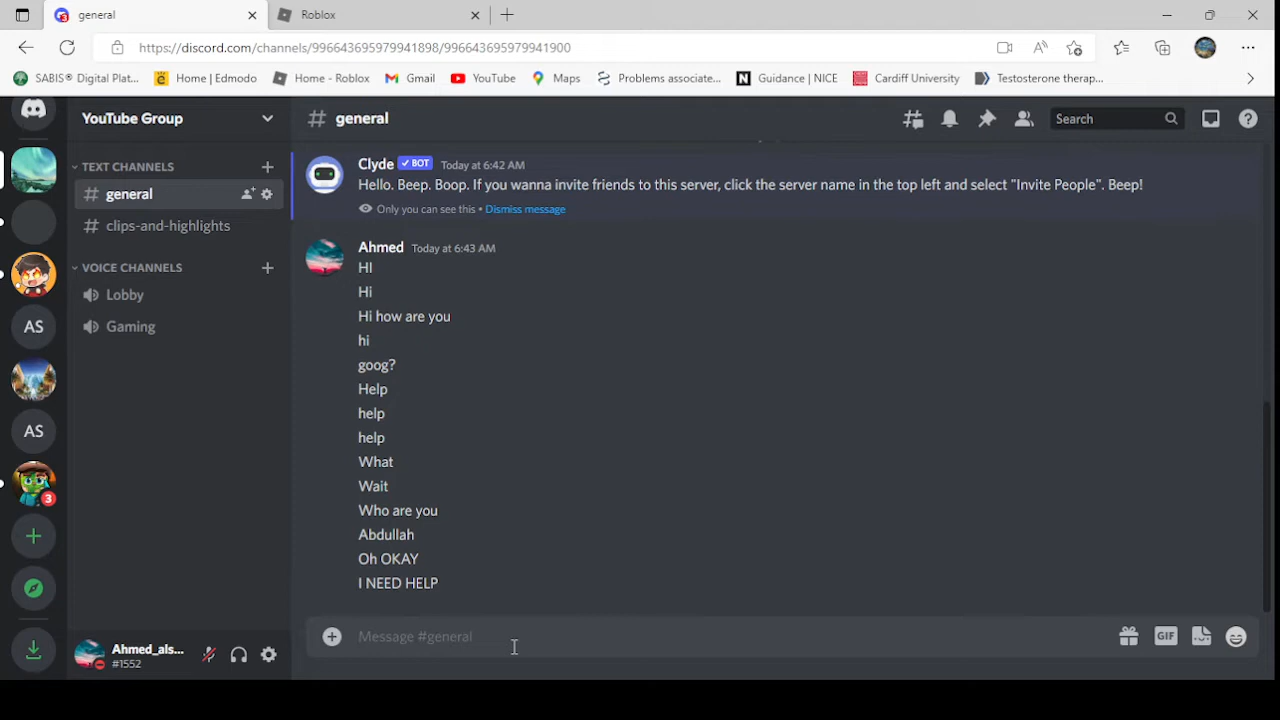 general
Roblox
https://discord.com/channels/996643695979941898/996643695979941900
SABIS® Digital Plat...
Home | Edmodo
Home - Roblox
Gmail
YouTube
Maps
Problems associate...
N
Guidance | NICE
Cardiff University
Testosterone therap...
YouTube Group
general
Search
TEXT CHANNELS
general
clips-and-highlights
VOICE CHANNELS
Lobby
Gaming
AS
AS
3
Clyde BOT Today at 6:42 AM
Hello. Beep. Boop. If you wanna invite friends to this server, click the server name in the top left and select "Invite People". Beep!
Only you can see this • Dismiss message
Ahmed Today at 6:43 AM
HI
Hi
Hi how are you
hi
goog?
Help
help
help
What
Wait
Who are you
Abdullah
Oh OKAY
I NEED HELP
Message #general
GIF
Ahmed_als...
#1552